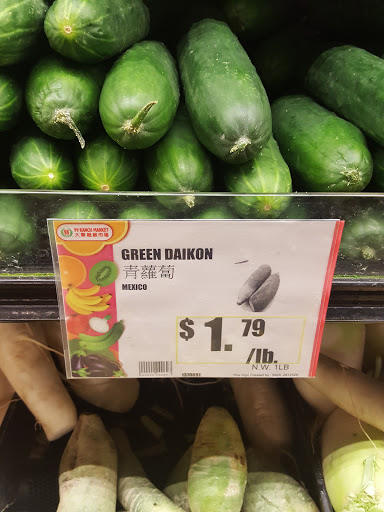 99 RANCH MARKET
大華超級市場
GREEN DAIKON
青蘿蔔
MEXICO
$1.79
/lb.
N.W. 1LB